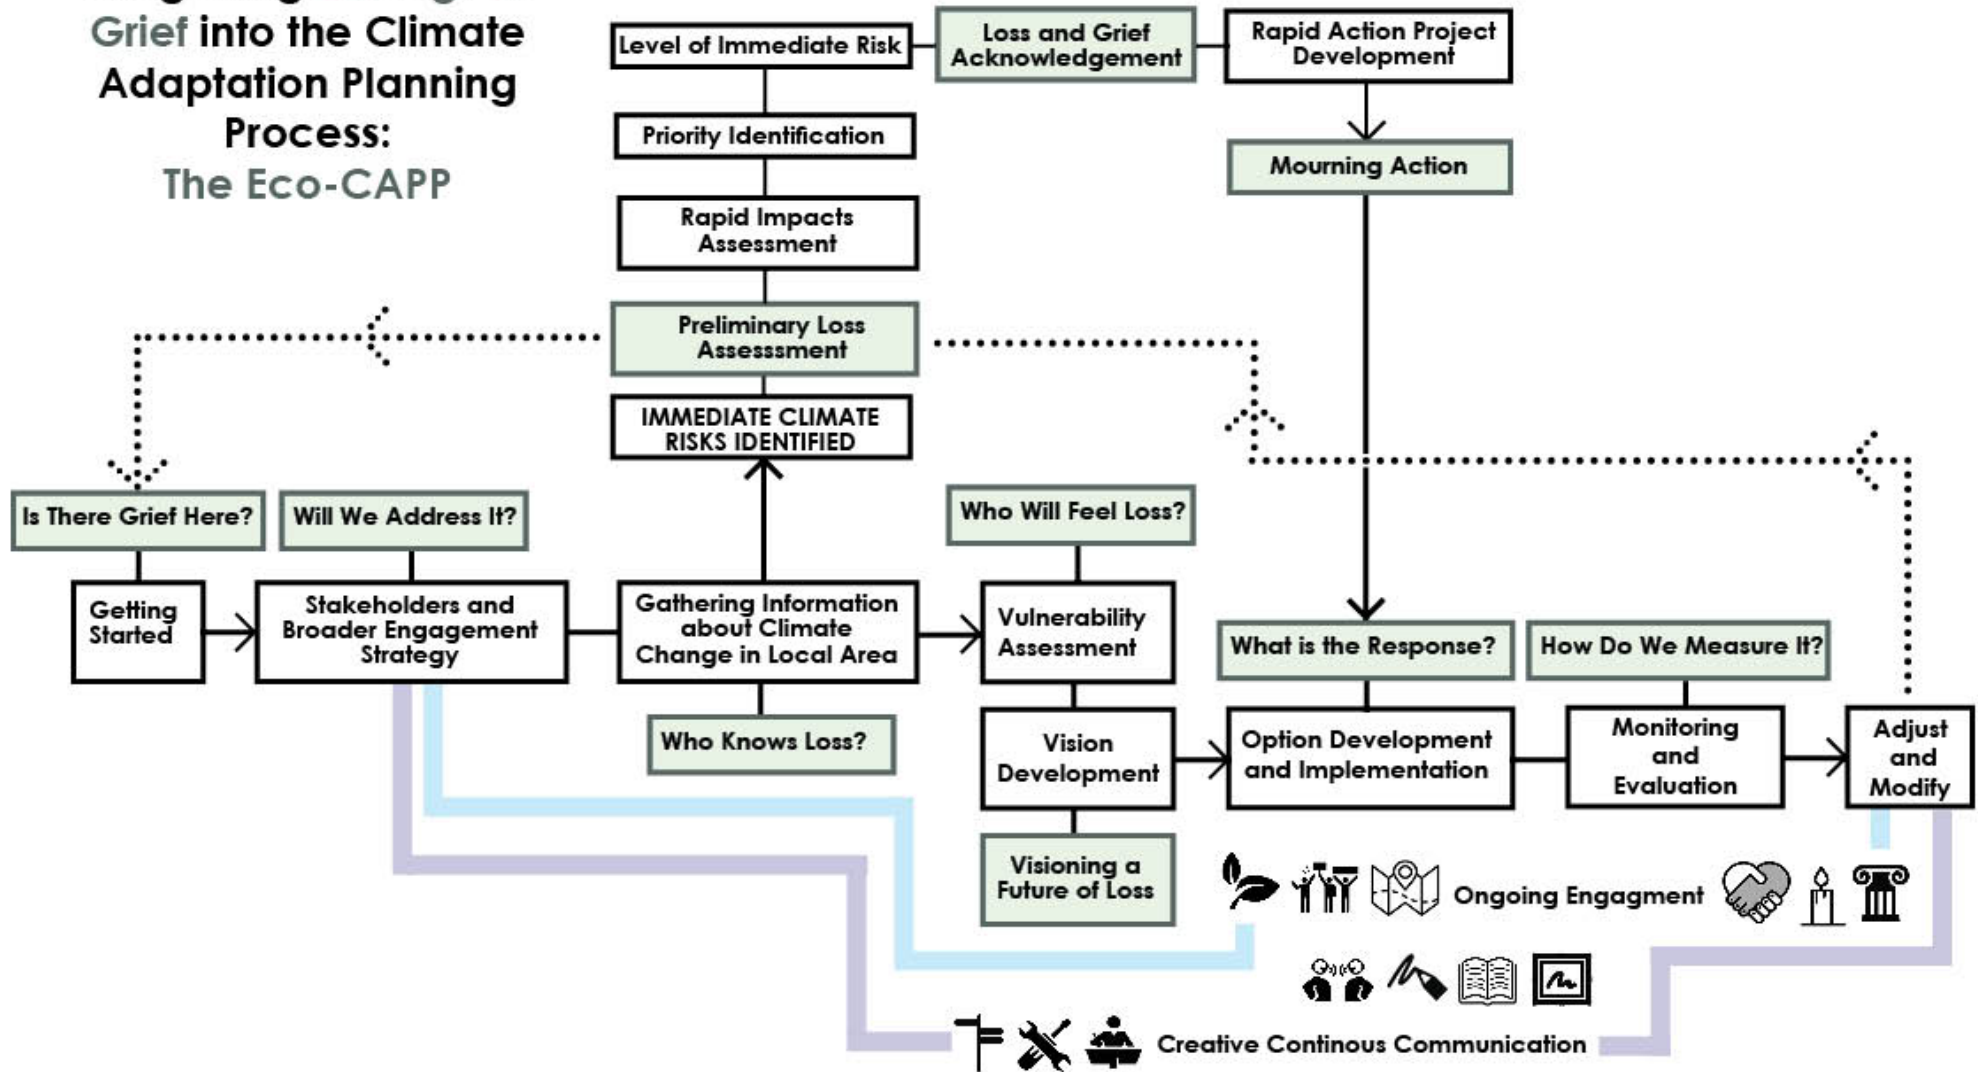 Grief into the Climate
Adaptation Planning
Process:
The Eco-CAPP
Level of Immediate Risk
Loss and Grief
Acknowledgement
Rapid Action Project
Development
Priority Identification
Mourning Action
Rapid Impacts
Assessment
Preliminary Loss
Assesssment
IMMEDIATE CLIMATE
RISKS IDENTIFIED
Is There Grief Here?
Will We Address It?
Who Will Feel Loss?
Getting
Started
Stakeholders and
Broader Engagement
Strategy
Gathering Information
about Climate
Change in Local Area
Vulnerability
Assessment
What is the Response?
How Do We Measure It?
Who Knows Loss?
Vision
Development
Option Development
and Implementation
Monitoring
and
Evaluation
Adjust
and
Modify
Visioning a
Future of Loss
Ongoing Engagment
Creative Continous Communication